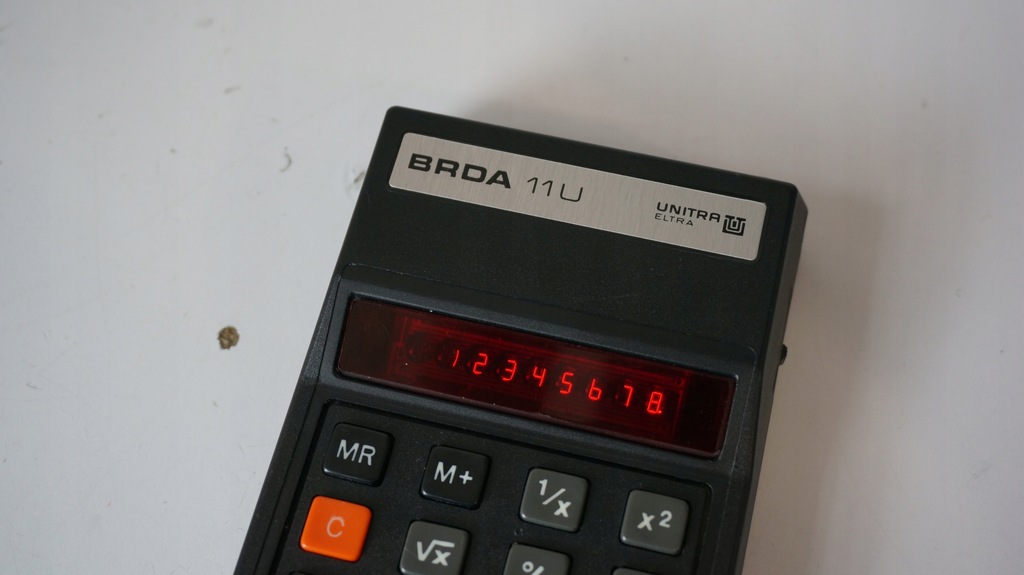 BRDA 11U
UNITRA
ELTRA
12345678.
MR M+ 1/x x²
C √x %